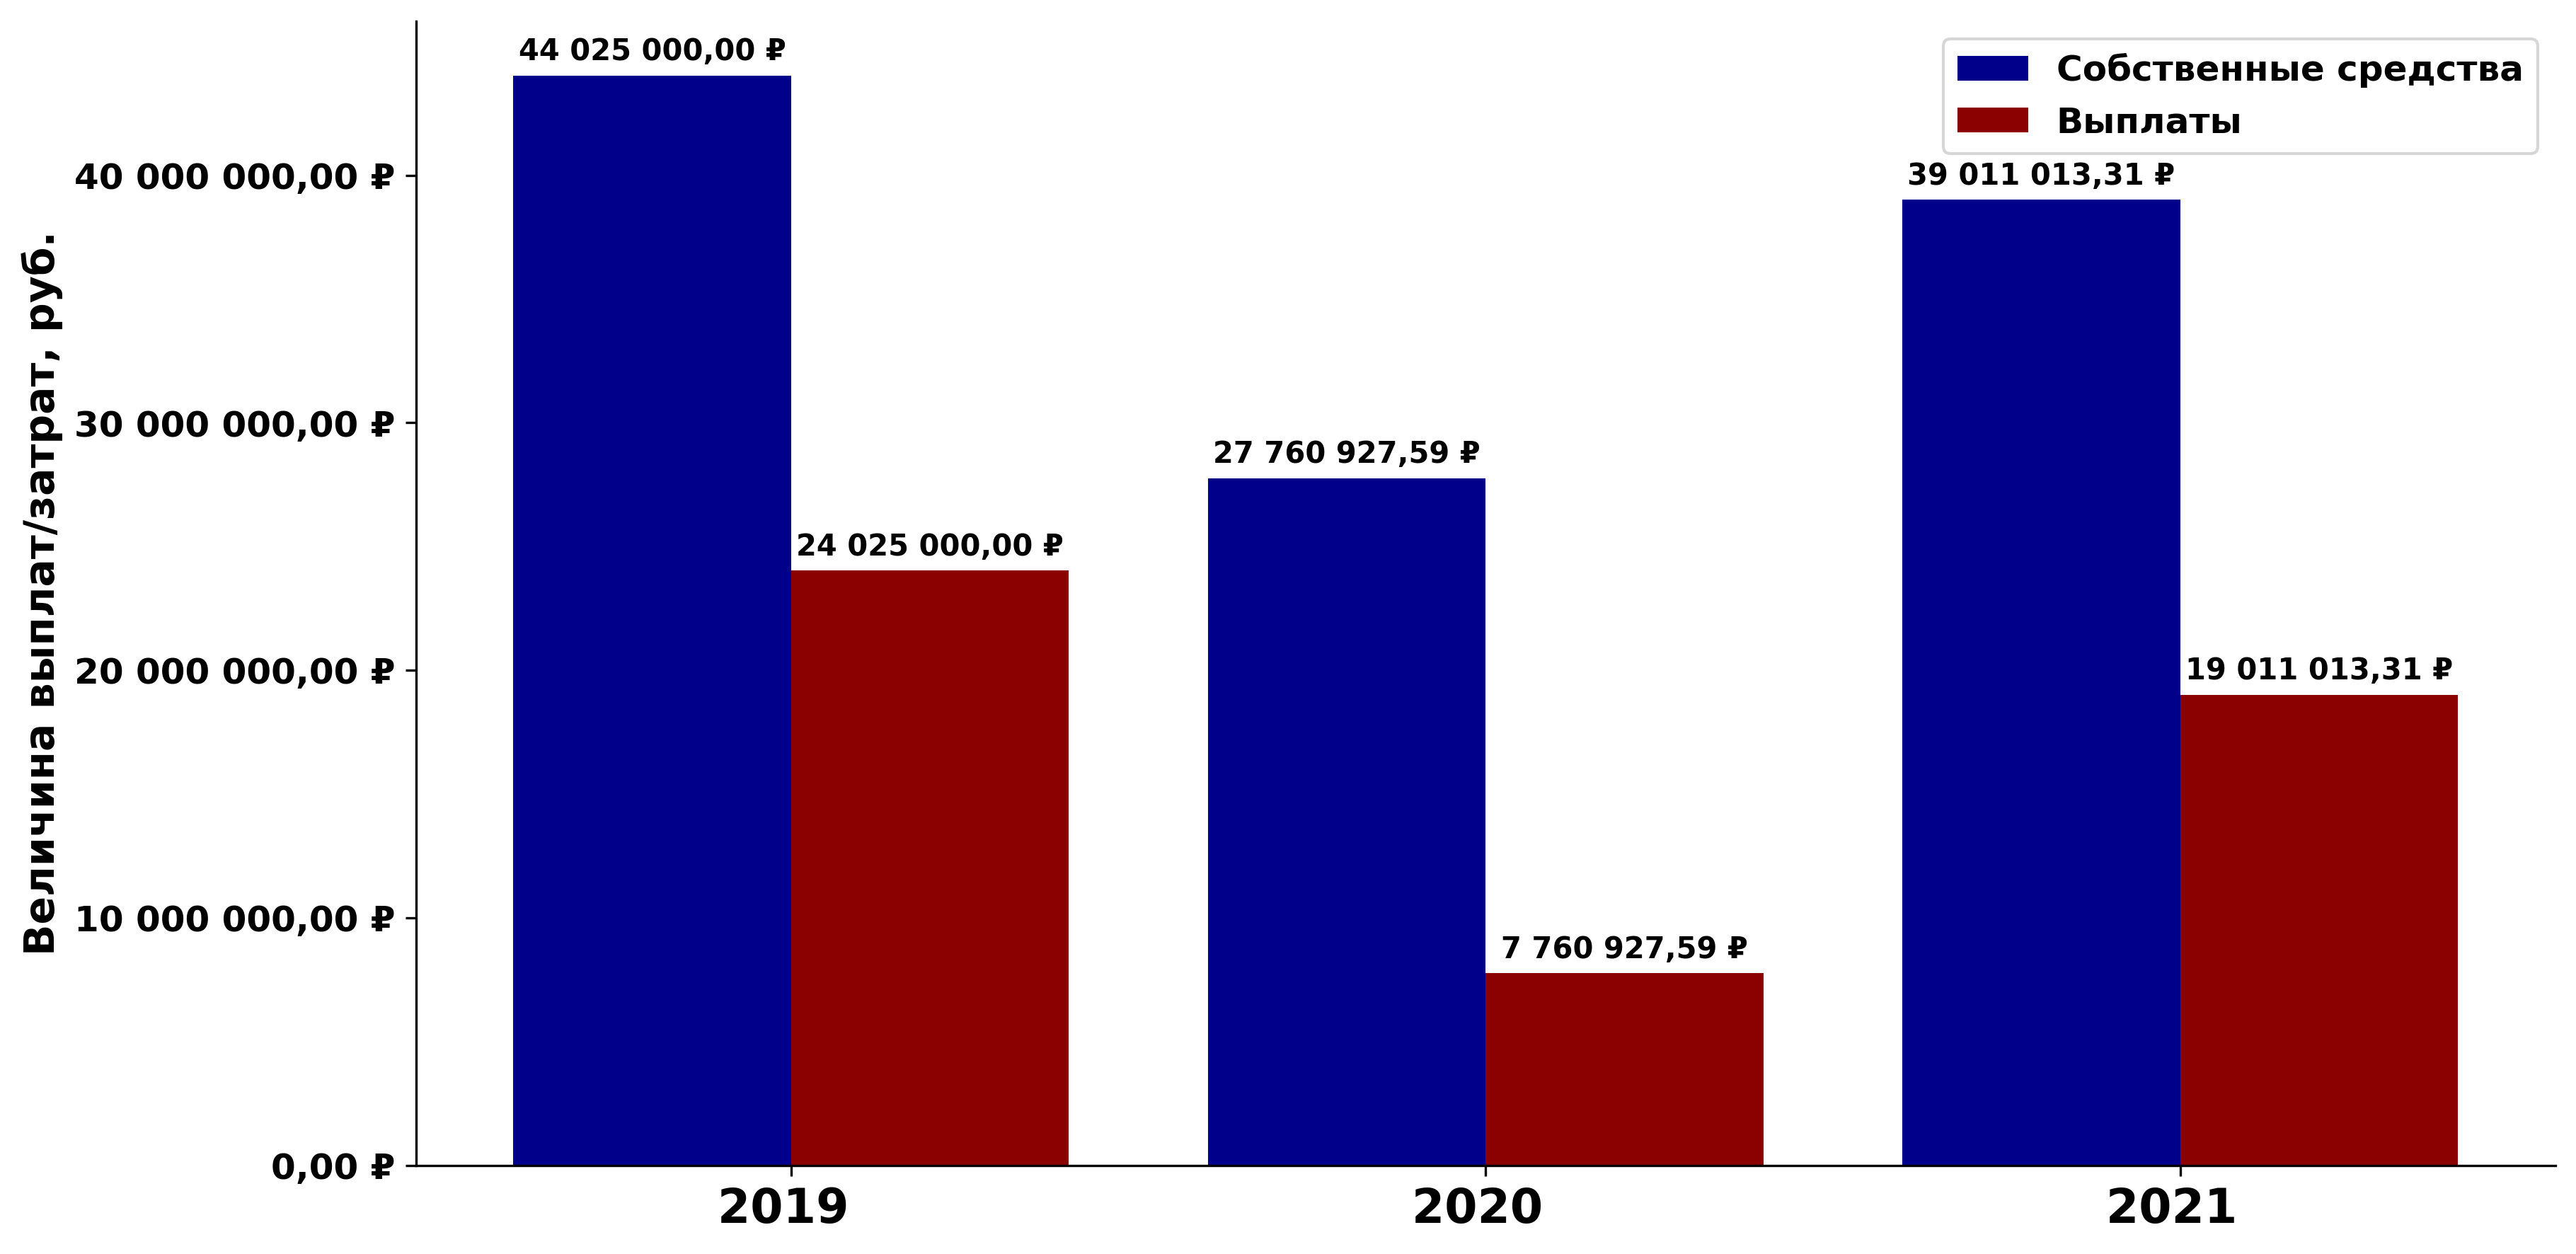 Величина выплат/затрат, руб.
40 000 000,00 ₽
30 000 000,00 ₽
20 000 000,00 ₽
10 000 000,00 ₽
0,00 ₽
44 025 000,00 ₽
24 025 000,00 ₽
27 760 927,59 ₽
7 760 927,59 ₽
39 011 013,31 ₽
19 011 013,31 ₽
Собственные средства
Выплаты
2019
2020
2021